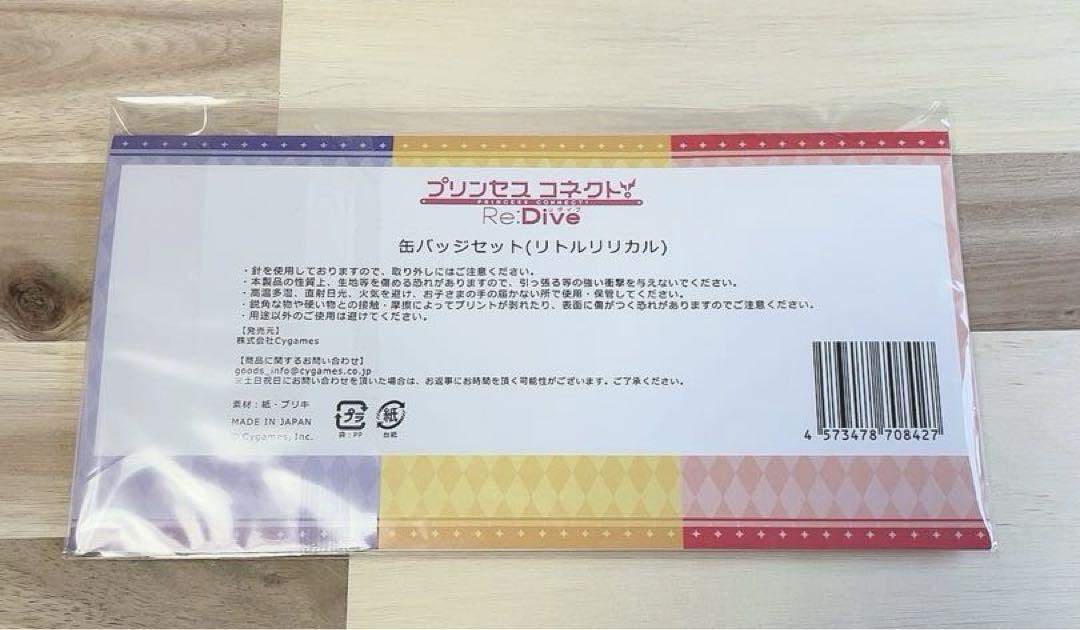 プリンセス コネクト！
PRINCESS CONNECT!
リダイブ
Re:Dive
缶バッジセット(リトルリリカル)
・針を使用しておりますので、取り外しにはご注意ください。
・本製品の性質上、生地等を傷める恐れがありますので、引っ張る等の強い衝撃を与えないでください。
・高温多湿、直射日光、火気を避け、お子さまの手の届かない所で使用・保管してください。
・鋭角な物や硬い物との接触・摩擦によってプリントが剥れたり、表面に傷がつく恐れがありますのでご注意ください。
・用途以外のご使用は避けてください。
【発売元】
株式会社Cygames
【商品に関するお問い合わせ】
goods_info@cygames.co.jp
※土日祝日にお問い合わせを頂いた場合は、お返事にお時間を頂く可能性がございます。ご了承ください。
素材：紙・ブリキ
MADE IN JAPAN
© Cygames, Inc.
プラ
袋：PP
紙
台紙
4 573478 708427